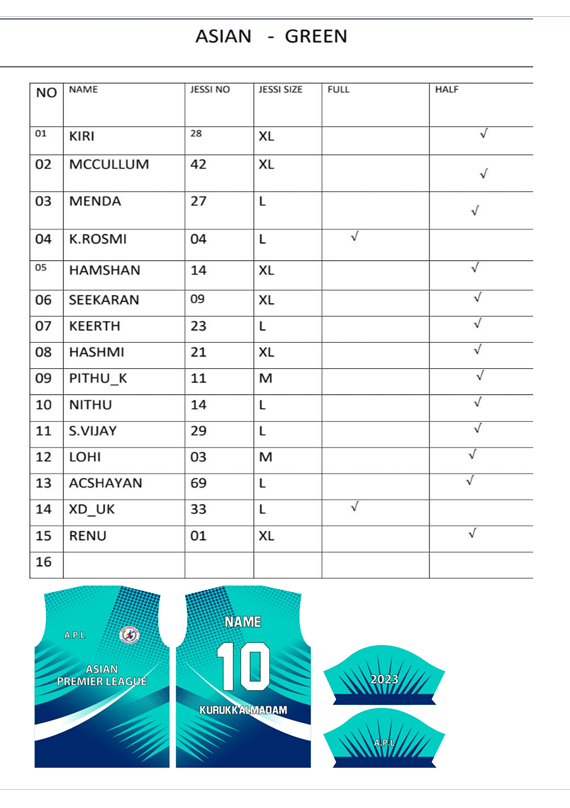 ASIAN - GREEN
NO NAME JESSI NO JESSI SIZE FULL HALF
01 KIRI 28 XL √
02 MCCULLUM 42 XL √
03 MENDA 27 L √
04 K.ROSMI 04 L √
05 HAMSHAN 14 XL √
06 SEEKARAN 09 XL √
07 KEERTH 23 L √
08 HASHMI 21 XL √
09 PITHU_K 11 M √
10 NITHU 14 L √
11 S.VIJAY 29 L √
12 LOHI 03 M √
13 ACSHAYAN 69 L √
14 XD_UK 33 L √
15 RENU 01 XL √
16
A.P.L
ASIAN
PREMIER LEAGUE
NAME
10
KURUKKALMADAM
2023
A.P.L